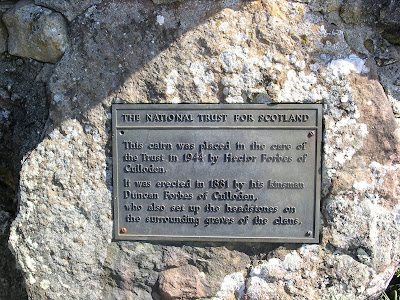 THE NATIONAL TRUST FOR SCOTLAND
This cairn was placed in the care of
the Trust in 1944 by Hector Forbes of
Culloden.
It was erected in 1881 by his kinsman
Duncan Forbes of Culloden,
who also set up the headstones on
the surrounding graves of the clans.